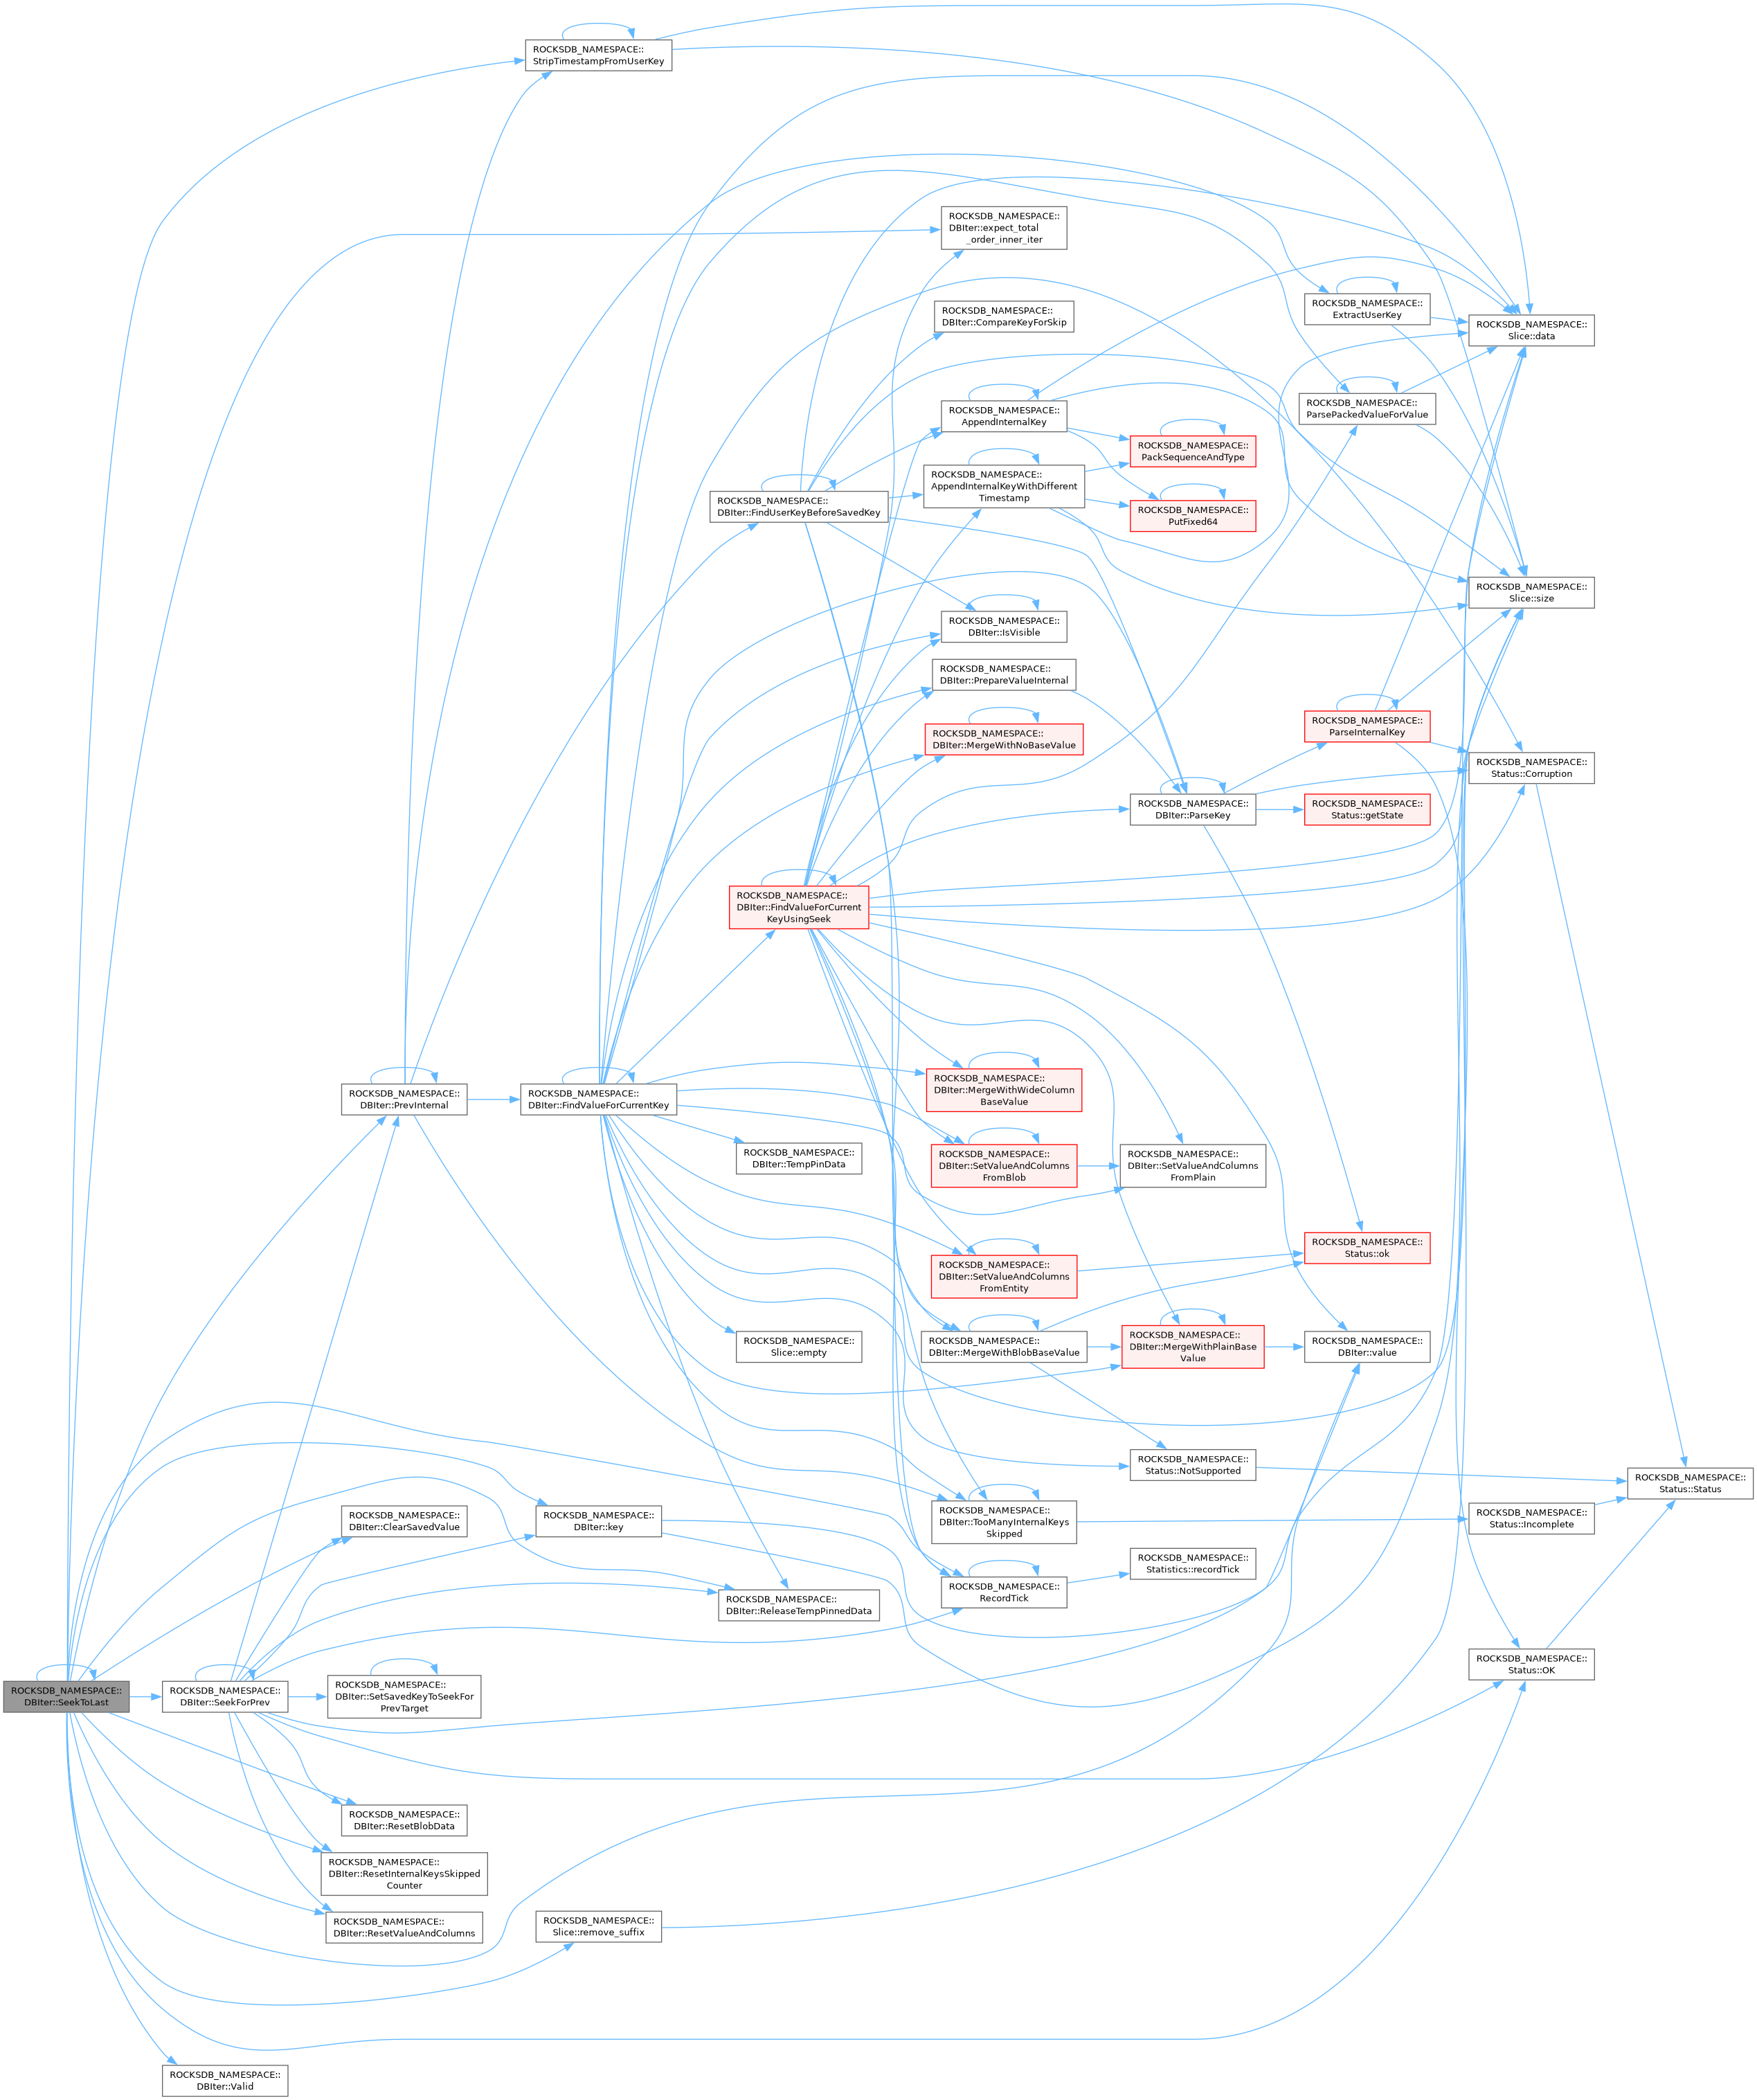 ROCKSDB_NAMESPACE::
StripTimestampFromUserKey
ROCKSDB_NAMESPACE::
DBIter::expect_total
_order_inner_iter
ROCKSDB_NAMESPACE::
DBIter::CompareKeyForSkip
ROCKSDB_NAMESPACE::
ExtractUserKey
ROCKSDB_NAMESPACE::
Slice::data
ROCKSDB_NAMESPACE::
AppendInternalKey
ROCKSDB_NAMESPACE::
ParsePackedValueForValue
ROCKSDB_NAMESPACE::
PackSequenceAndType
ROCKSDB_NAMESPACE::
AppendInternalKeyWithDifferent
Timestamp
ROCKSDB_NAMESPACE::
DBIter::FindUserKeyBeforeSavedKey
ROCKSDB_NAMESPACE::
PutFixed64
ROCKSDB_NAMESPACE::
Slice::size
ROCKSDB_NAMESPACE::
DBIter::IsVisible
ROCKSDB_NAMESPACE::
DBIter::PrepareValueInternal
ROCKSDB_NAMESPACE::
DBIter::MergeWithNoBaseValue
ROCKSDB_NAMESPACE::
ParseInternalKey
ROCKSDB_NAMESPACE::
Status::Corruption
ROCKSDB_NAMESPACE::
DBIter::ParseKey
ROCKSDB_NAMESPACE::
Status::getState
ROCKSDB_NAMESPACE::
DBIter::FindValueForCurrent
KeyUsingSeek
ROCKSDB_NAMESPACE::
DBIter::PrevInternal
ROCKSDB_NAMESPACE::
DBIter::FindValueForCurrentKey
ROCKSDB_NAMESPACE::
DBIter::MergeWithWideColumn
BaseValue
ROCKSDB_NAMESPACE::
DBIter::TempPinData
ROCKSDB_NAMESPACE::
DBIter::SetValueAndColumns
FromBlob
ROCKSDB_NAMESPACE::
DBIter::SetValueAndColumns
FromPlain
ROCKSDB_NAMESPACE::
Status::ok
ROCKSDB_NAMESPACE::
DBIter::SetValueAndColumns
FromEntity
ROCKSDB_NAMESPACE::
Slice::empty
ROCKSDB_NAMESPACE::
DBIter::MergeWithBlobBaseValue
ROCKSDB_NAMESPACE::
DBIter::MergeWithPlainBase
Value
ROCKSDB_NAMESPACE::
DBIter::value
ROCKSDB_NAMESPACE::
Status::NotSupported
ROCKSDB_NAMESPACE::
Status::Status
ROCKSDB_NAMESPACE::
DBIter::ClearSavedValue
ROCKSDB_NAMESPACE::
DBIter::key
ROCKSDB_NAMESPACE::
DBIter::TooManyInternalKeys
Skipped
ROCKSDB_NAMESPACE::
Status::Incomplete
ROCKSDB_NAMESPACE::
Statistics::recordTick
ROCKSDB_NAMESPACE::
DBIter::ReleaseTempPinnedData
ROCKSDB_NAMESPACE::
RecordTick
ROCKSDB_NAMESPACE::
Status::OK
ROCKSDB_NAMESPACE::
DBIter::SeekToLast
ROCKSDB_NAMESPACE::
DBIter::SeekForPrev
ROCKSDB_NAMESPACE::
DBIter::SetSavedKeyToSeekFor
PrevTarget
ROCKSDB_NAMESPACE::
DBIter::ResetBlobData
ROCKSDB_NAMESPACE::
DBIter::ResetInternalKeysSkipped
Counter
ROCKSDB_NAMESPACE::
DBIter::ResetValueAndColumns
ROCKSDB_NAMESPACE::
Slice::remove_suffix
ROCKSDB_NAMESPACE::
DBIter::Valid